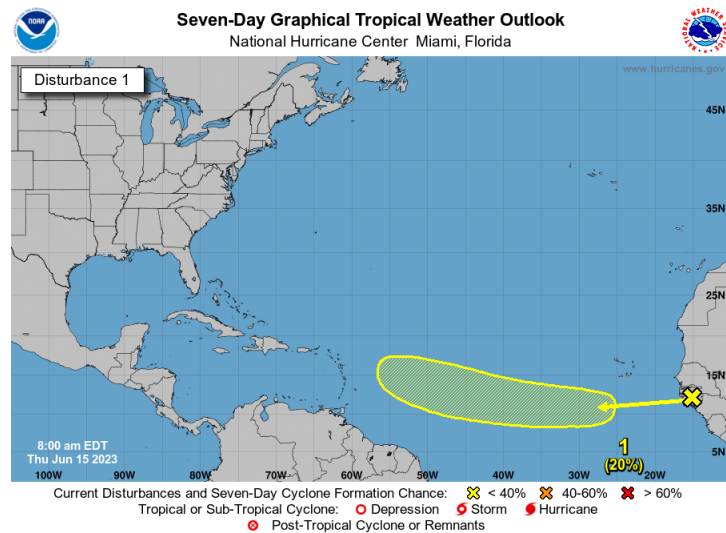 Seven-Day Graphical Tropical Weather Outlook
National Hurricane Center Miami, Florida
NOAA
Disturbance 1
www.hurricanes.gov
45N
35N
25N
15N
5N
1
(20%)
8:00 am EDT
Thu Jun 15 2023
100W 90W 80W 70W 60W 50W 40W 30W 20W
Current Disturbances and Seven-Day Cyclone Formation Chance: < 40% 40-60% > 60%
Tropical or Sub-Tropical Cyclone: Depression Storm Hurricane
Post-Tropical Cyclone or Remnants